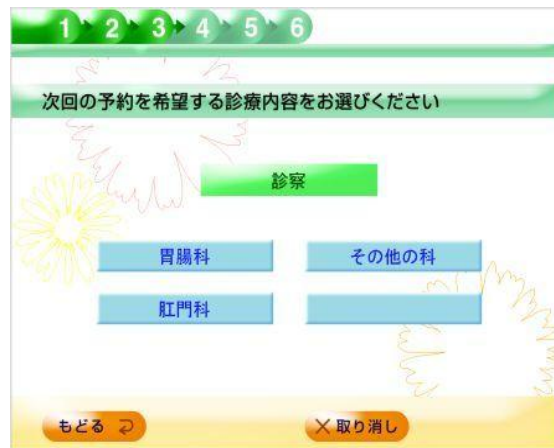 1 2 3 4 5 6
次回の予約を希望する診療内容をお選びください
診察
胃腸科 その他の科
肛門科
もどる ×取り消し